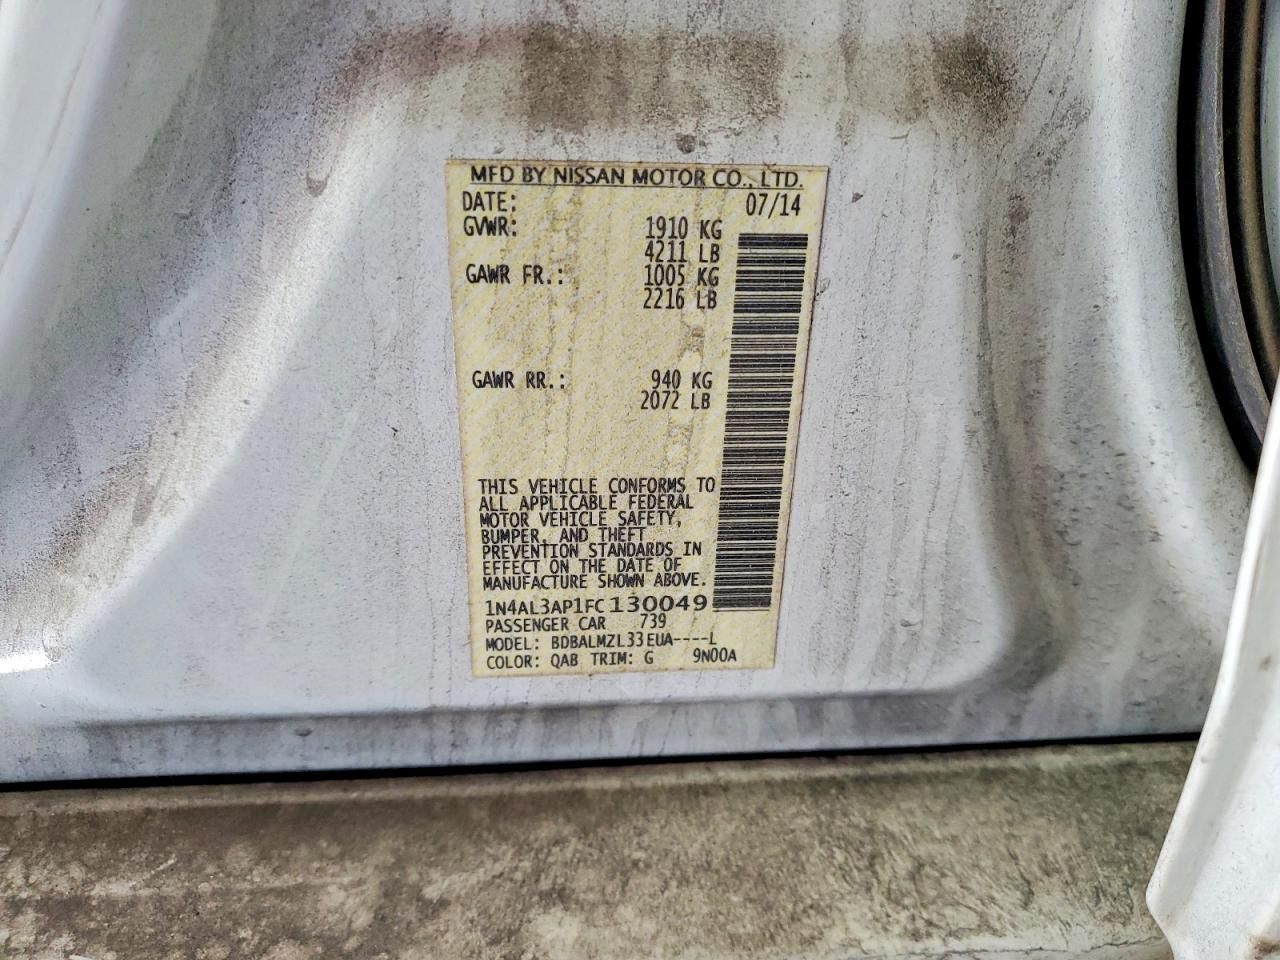 MFD BY NISSAN MOTOR CO., LTD.
DATE: 07/14
GVWR: 1910 KG
4211 LB
GAWR FR.: 1005 KG
2216 LB
GAWR RR.: 940 KG
2072 LB
THIS VEHICLE CONFORMS TO
ALL APPLICABLE FEDERAL
MOTOR VEHICLE SAFETY,
BUMPER, AND THEFT
PREVENTION STANDARDS IN
EFFECT ON THE DATE OF
MANUFACTURE SHOWN ABOVE.
1N4AL3AP1FC130049
PASSENGER CAR 739
MODEL: BDBALMZL33EUA----L
COLOR: QAB TRIM: G 9N00A